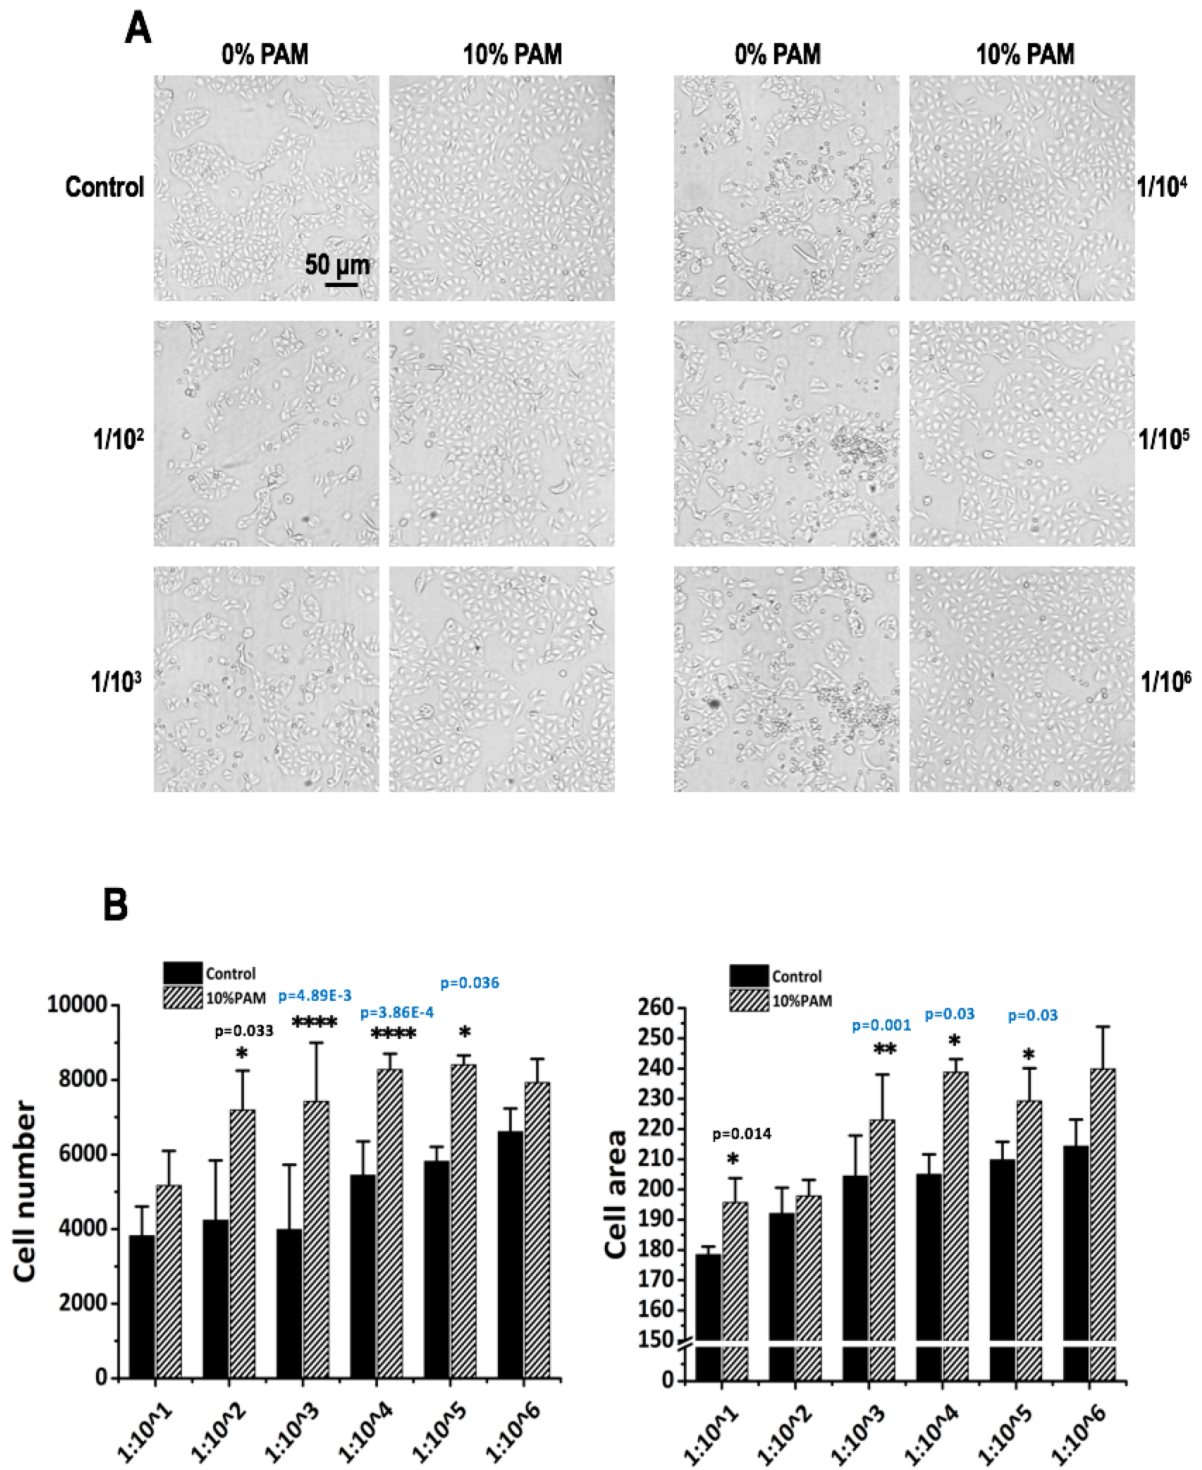 A
0% PAM 10% PAM 0% PAM 10% PAM
Control
50 µm
1/10⁴
1/10²
1/10⁵
1/10³
1/10⁶
B
Control
10%PAM
p=0.033
p=4.89E-3
p=3.86E-4
p=0.036
*
****
****
*
Cell number
10000
8000
6000
4000
2000
0
1:10^1 1:10^2 1:10^3 1:10^4 1:10^5 1:10^6
Control
10%PAM
p=0.014
p=0.001
p=0.03
p=0.03
*
**
*
*
Cell area
260
250
240
230
220
210
200
190
180
170
160
150
0
1:10^1 1:10^2 1:10^3 1:10^4 1:10^5 1:10^6